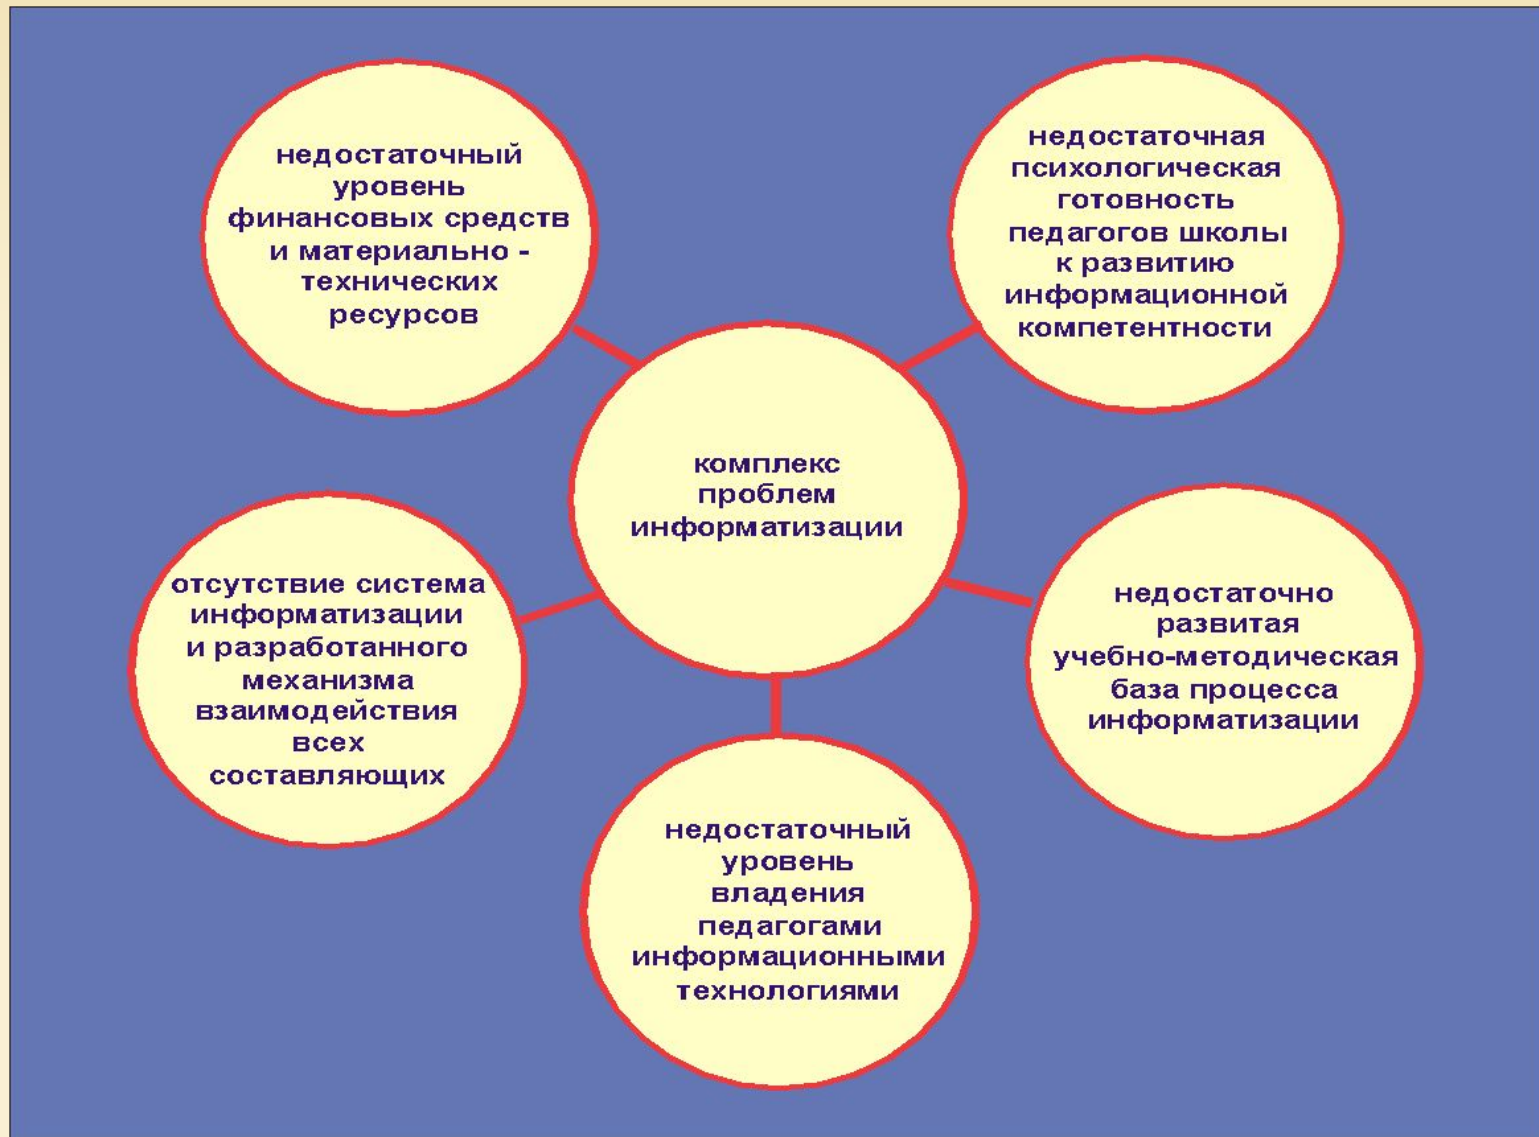 недостаточный
уровень
финансовых средств
и материально -
технических
ресурсов
недостаточная
психологическая
готовность
педагогов школы
к развитию
информационной
компетентности
комплекс
проблем
информатизации
отсутствие система
информатизации
и разработанного
механизма
взаимодействия
всех
составляющих
недостаточно
развитая
учебно-методическая
база процесса
информатизации
недостаточный
уровень
владения
педагогами
информационными
технологиями